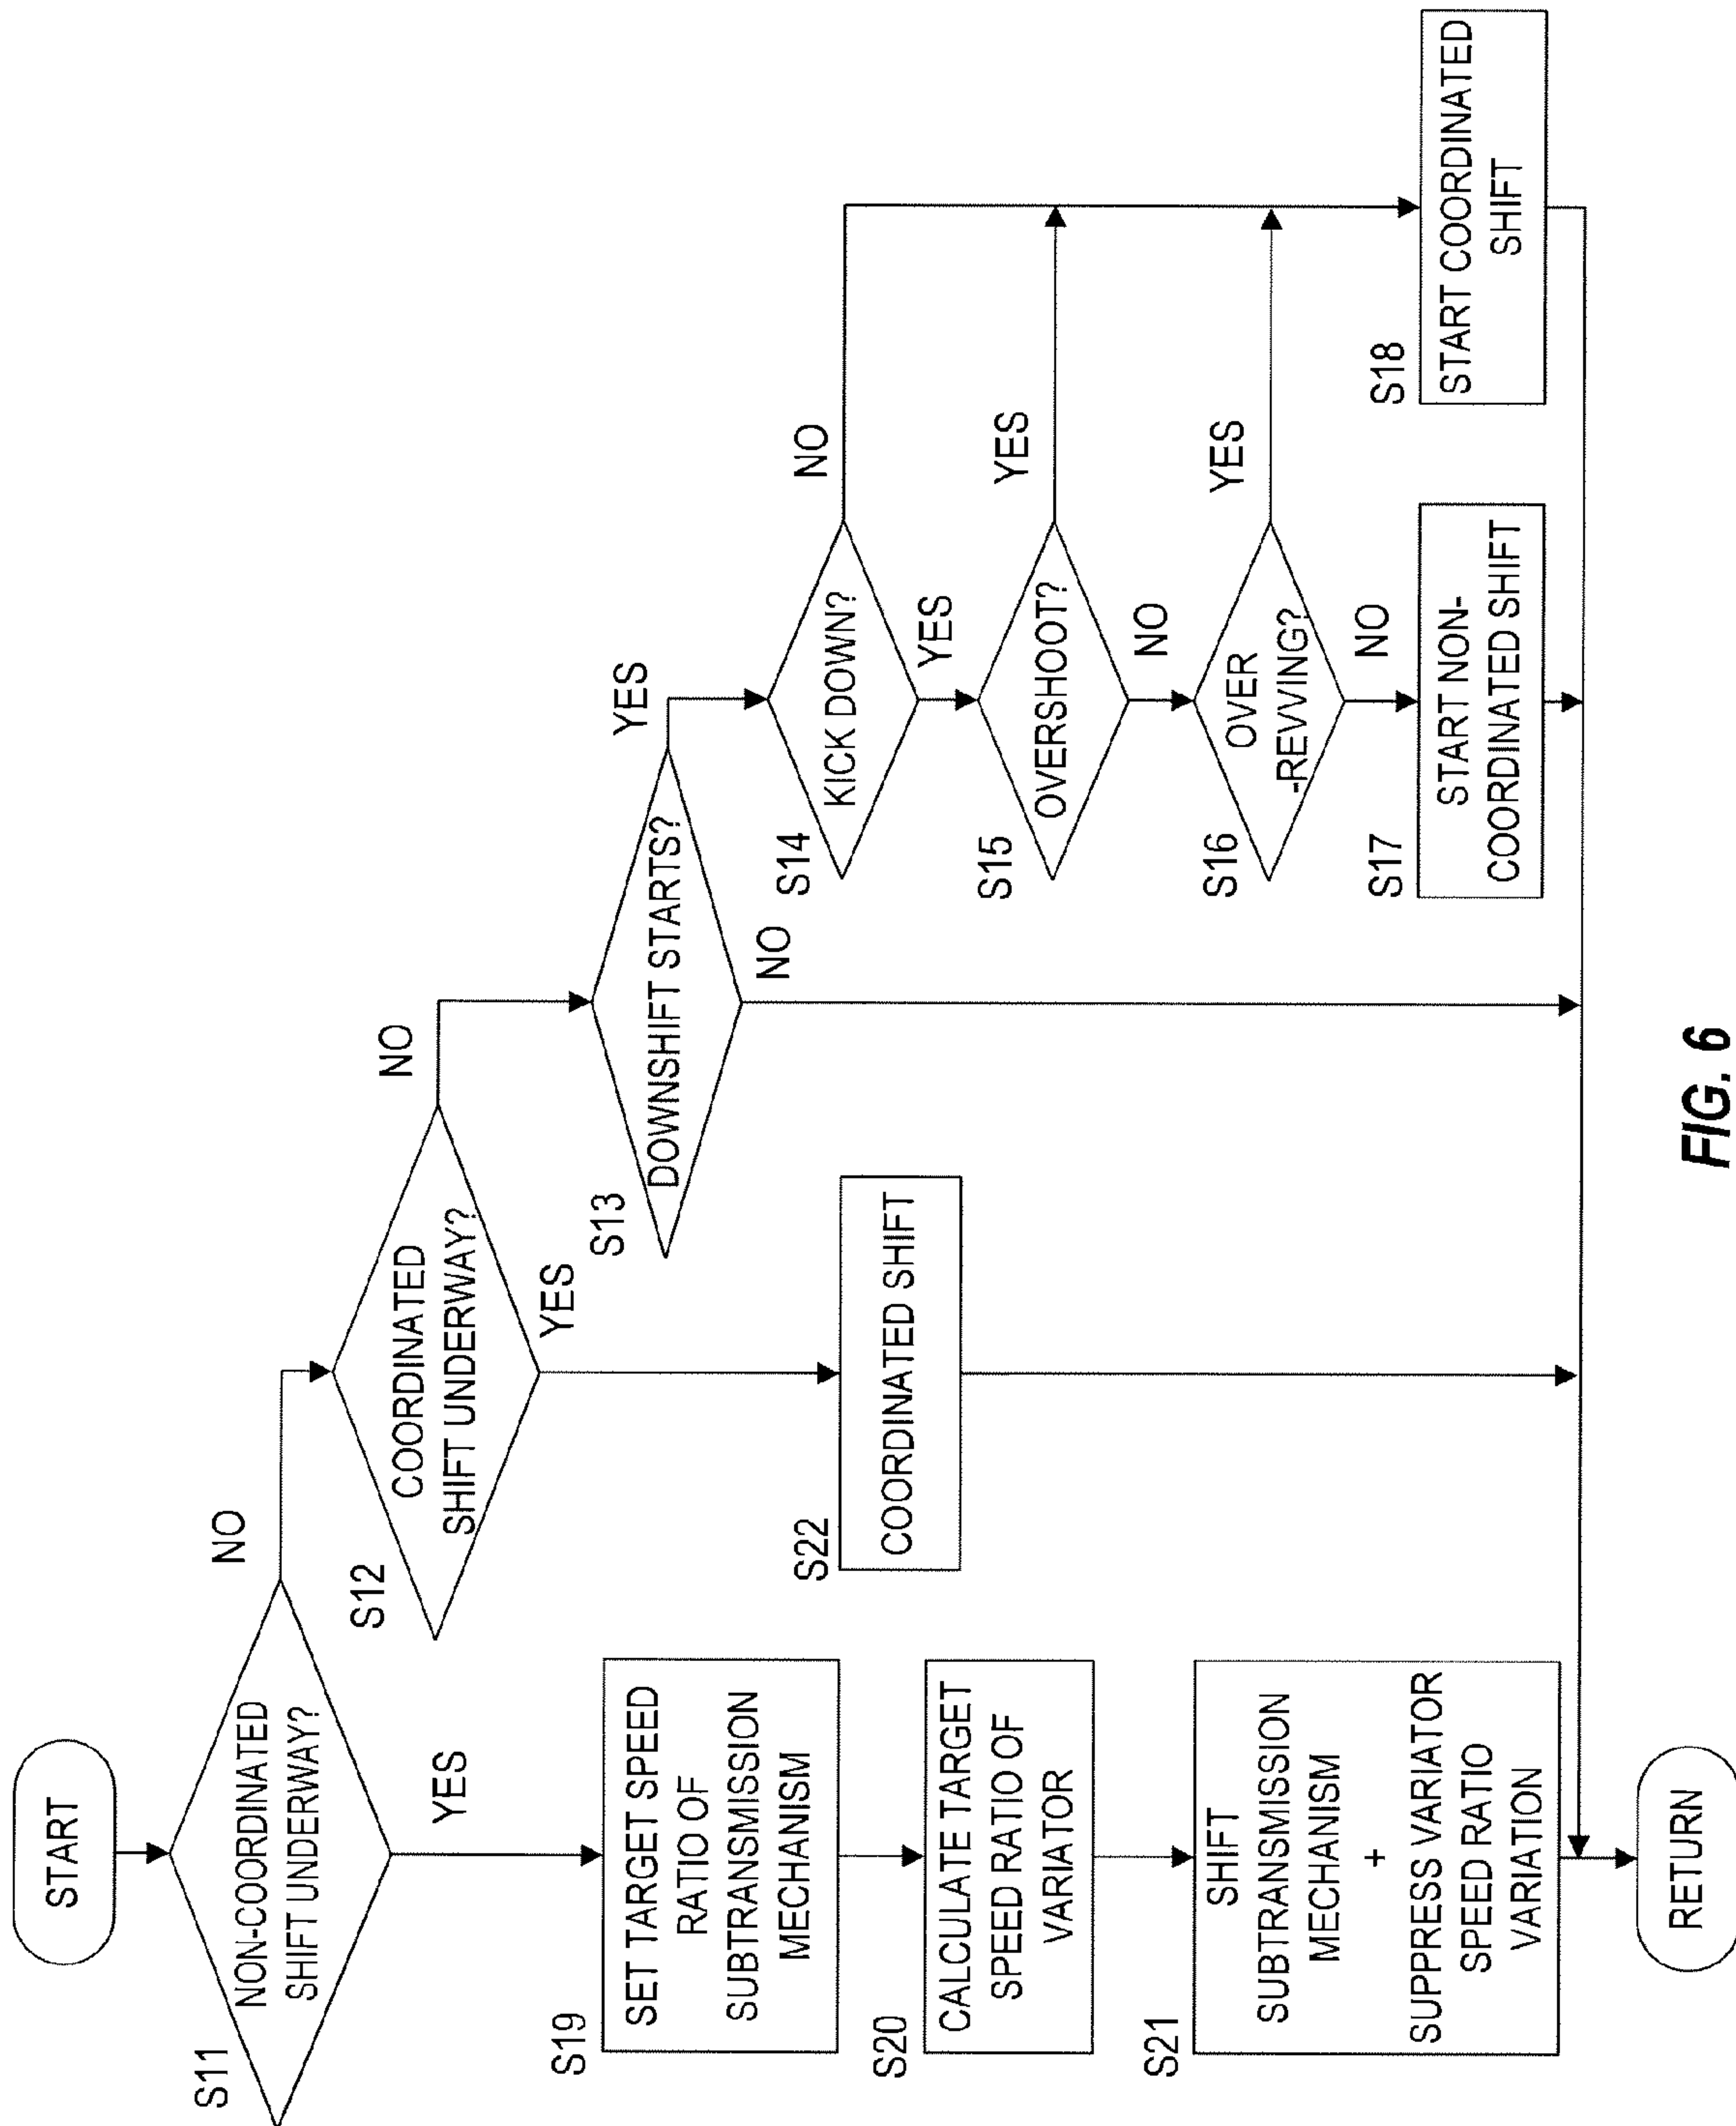 START
S11
NON-COORDINATED
SHIFT UNDERWAY?
NO
YES
S12
COORDINATED
SHIFT UNDERWAY?
NO
YES
S13
DOWNSHIFT STARTS?
YES
NO
S14
KICK DOWN?
NO
YES
S15
OVERSHOOT?
YES
NO
S16
OVER
-REVVING?
YES
NO
S17
START NON-
COORDINATED SHIFT
S18
START COORDINATED
SHIFT
S19
SET TARGET SPEED
RATIO OF
SUBTRANSMISSION
MECHANISM
S20
CALCULATE TARGET
SPEED RATIO OF
VARIATOR
S21
SHIFT
SUBTRANSMISSION
MECHANISM
+
SUPPRESS VARIATOR
SPEED RATIO
VARIATION
S22
COORDINATED SHIFT
RETURN
FIG. 6